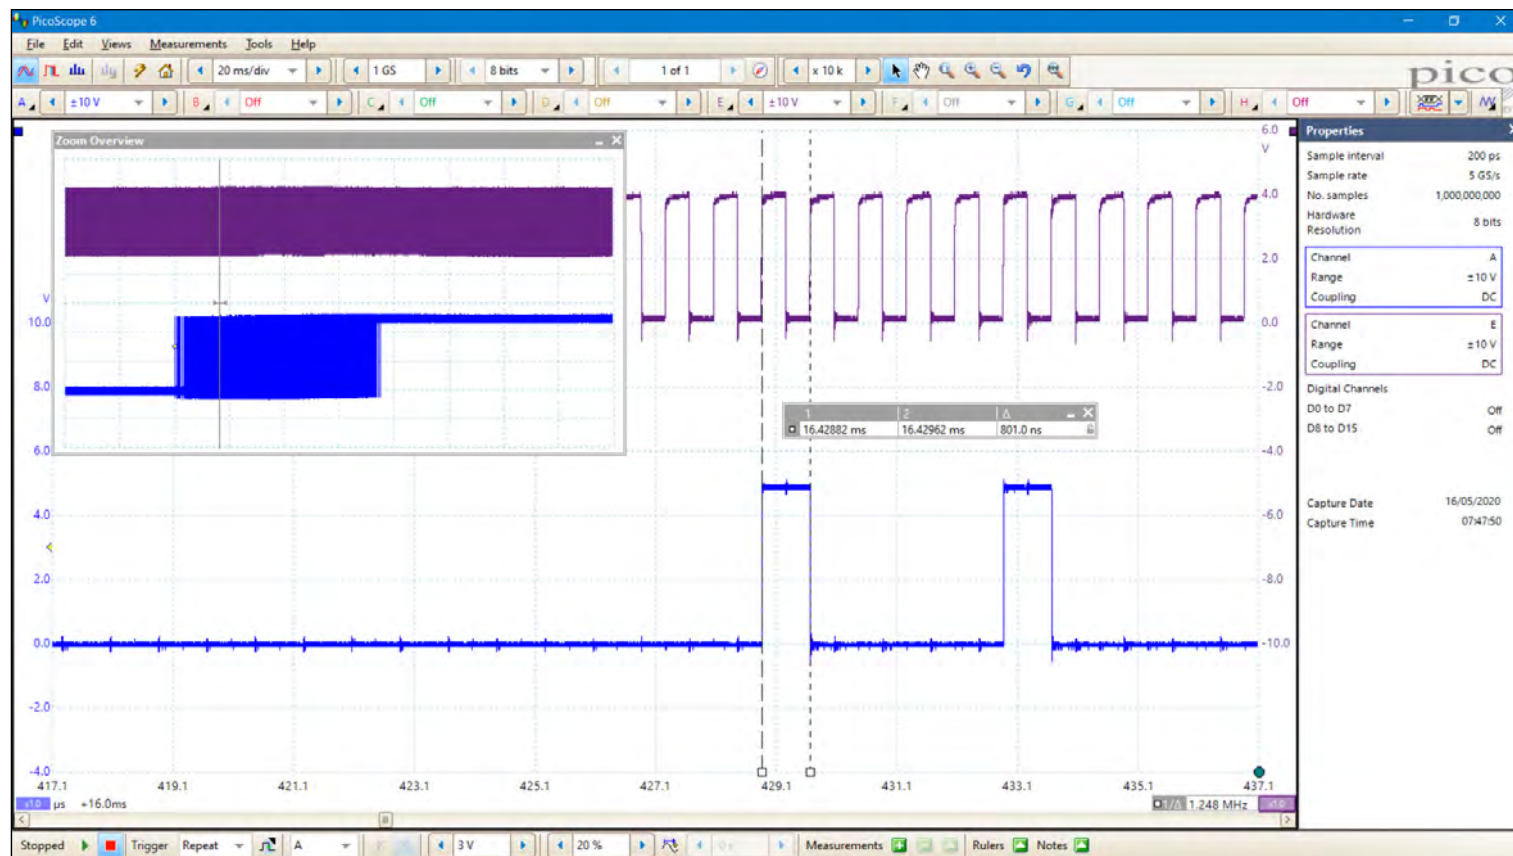 PicoScope 6
File Edit Views Measurements Tools Help
20 ms/div 1 GS 8 bits 1 of 1 x 10 k
pico
A ±10 V B Off C Off D Off E ±10 V F Off G Off H Off
Zoom Overview
6.0
V
4.0
2.0
0.0
-2.0
-4.0
-6.0
-8.0
-10.0
V
10.0
8.0
6.0
4.0
2.0
0.0
-2.0
-4.0
1 2 Δ
16.42882 ms 16.42962 ms 801.0 ns
417.1 419.1 421.1 423.1 425.1 427.1 429.1 431.1 433.1 435.1 437.1
x1.0 µs +16.0ms 1/Δ 1.248 MHz x1.0
Properties
Sample interval 200 ps
Sample rate 5 GS/s
No. samples 1,000,000,000
Hardware
Resolution 8 bits
Channel A
Range ±10 V
Coupling DC
Channel E
Range ±10 V
Coupling DC
Digital Channels
D0 to D7 Off
D8 to D15 Off
Capture Date 16/05/2020
Capture Time 07:47:50
Stopped Trigger Repeat A 3 V 20 % Measurements Rulers Notes